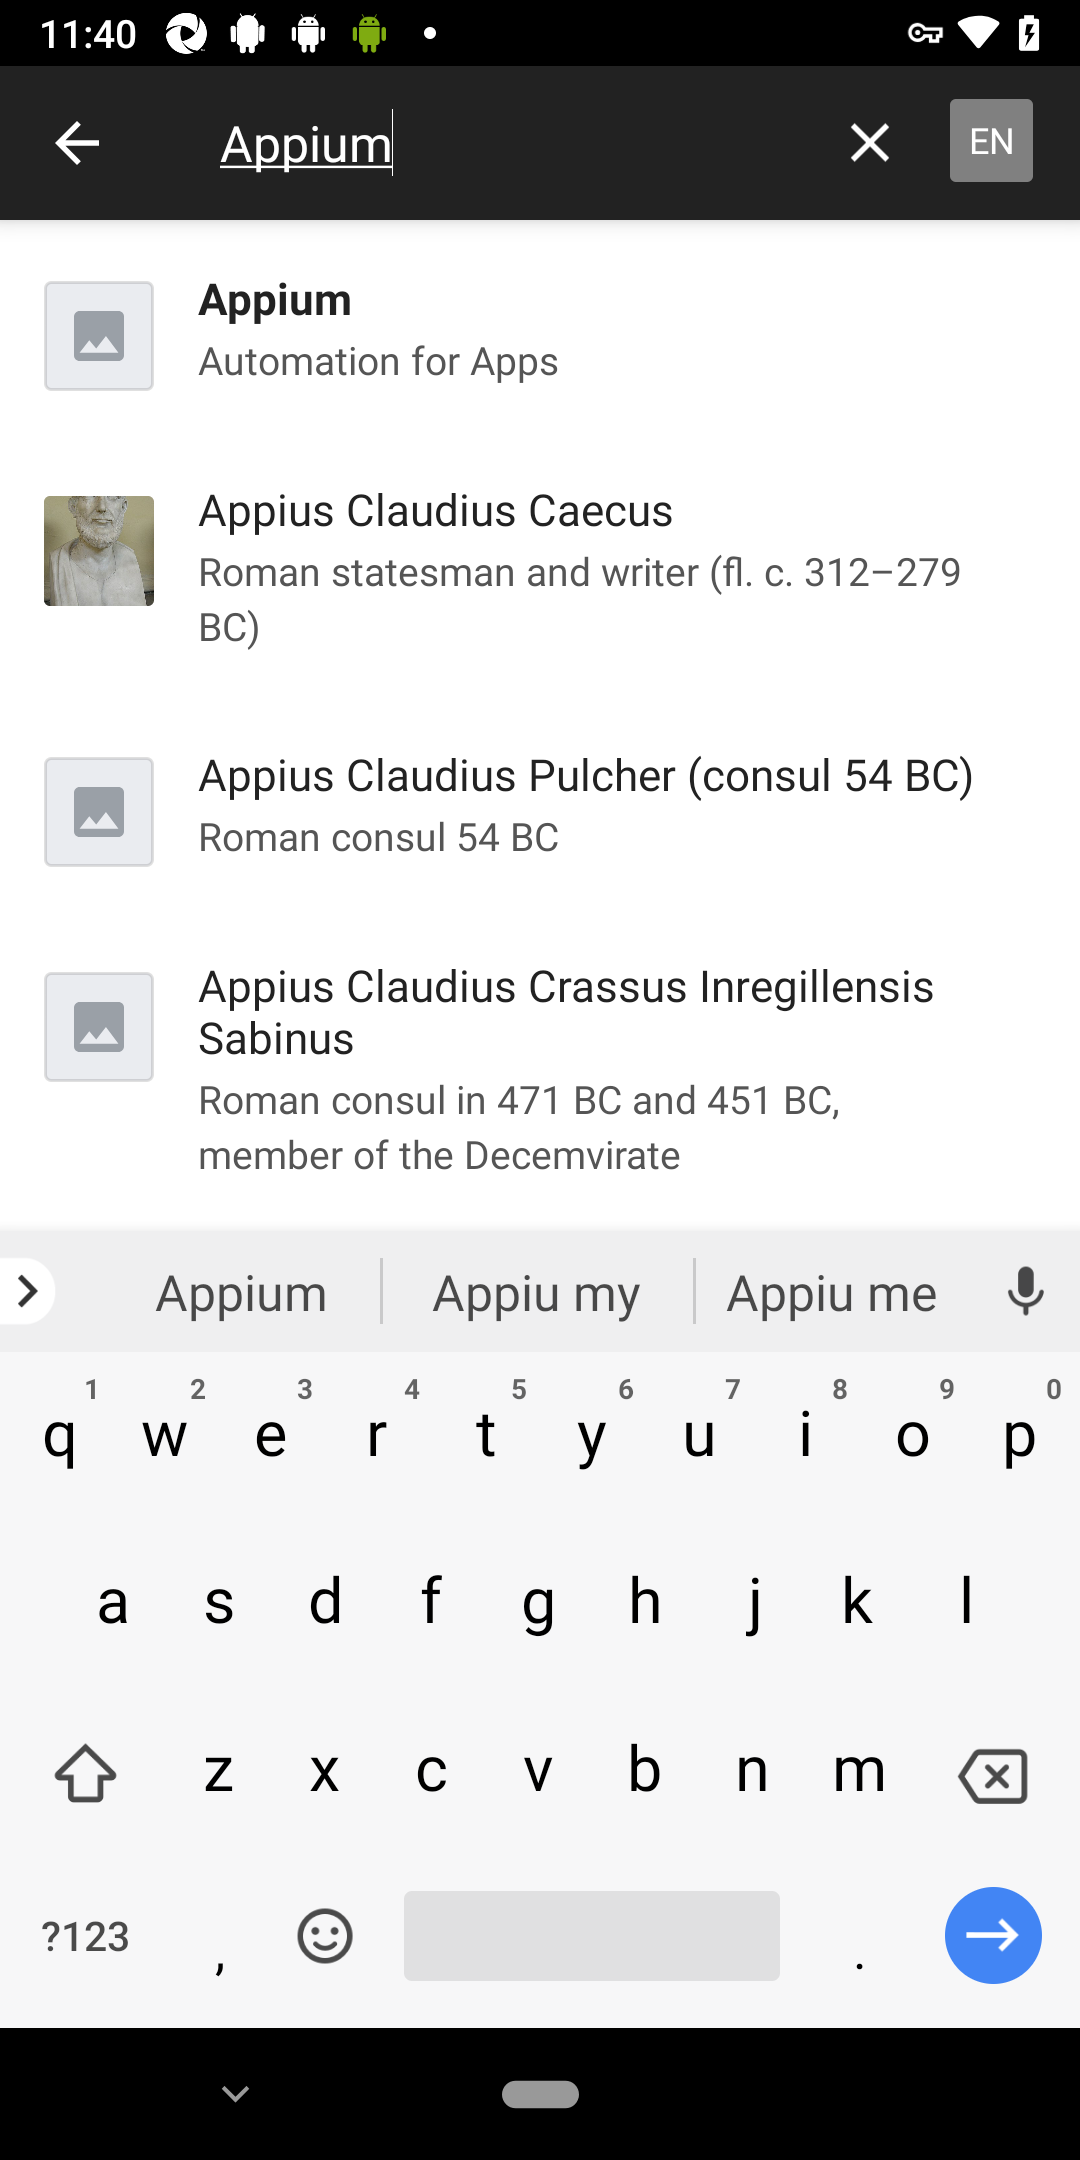 11:40
Appium
EN
Appium
Automation for Apps
Appius Claudius Caecus
Roman statesman and writer (fl. c. 312–279
BC)
Appius Claudius Pulcher (consul 54 BC)
Roman consul 54 BC
Appius Claudius Crassus Inregillensis
Sabinus
Roman consul in 471 BC and 451 BC,
member of the Decemvirate
Appium Appiu my Appiu me
1 2 3 4 5 6 7 8 9 0
q w e r t y u i o p
a s d f g h j k l
z x c v b n m
?123 , .